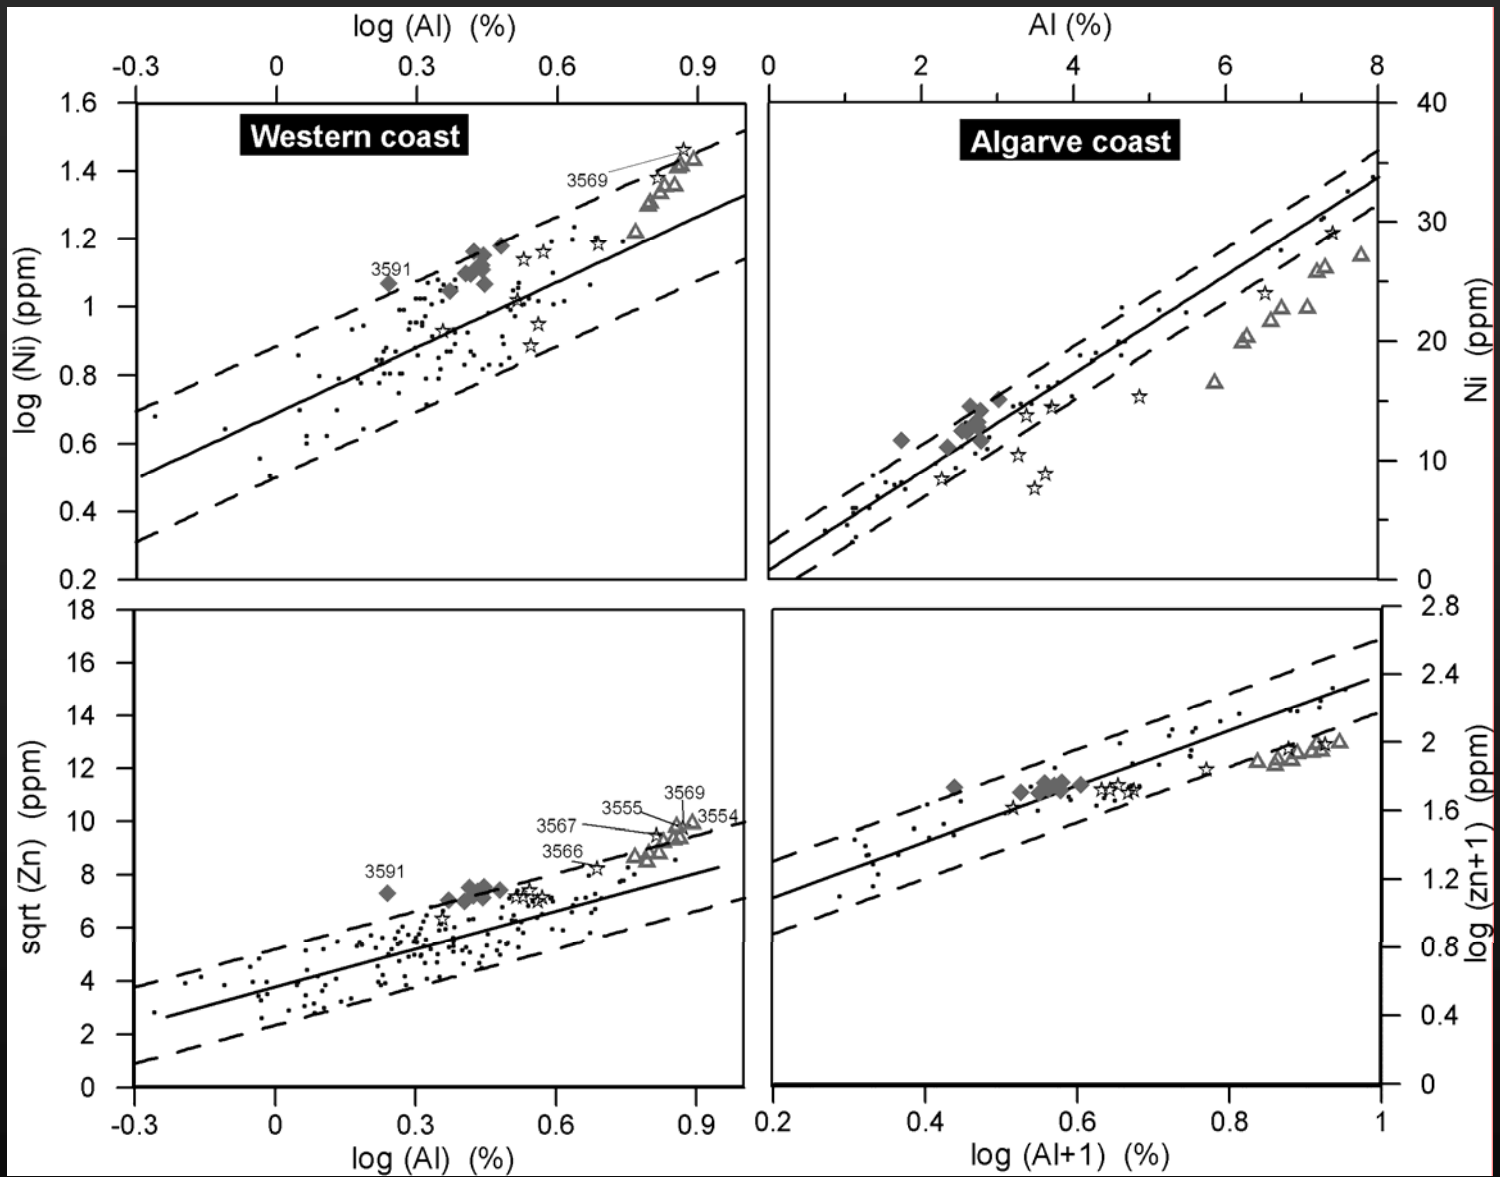 log (Al) (%)
Al (%)
-0.3 0 0.3 0.6 0.9
0 2 4 6 8
Western coast
Algarve coast
1.6
1.4
1.2
1
0.8
0.6
0.4
0.2
log (Ni) (ppm)
3569
3591
40
30
20
10
0
Ni (ppm)
18
16
14
12
10
8
6
4
2
0
sqrt (Zn) (ppm)
3569
3555
3554
3567
3566
3591
2.8
2.4
2
1.6
1.2
0.8
0.4
0
log (zn+1) (ppm)
-0.3 0 0.3 0.6 0.9
0.2 0.4 0.6 0.8 1
log (Al) (%)
log (Al+1) (%)